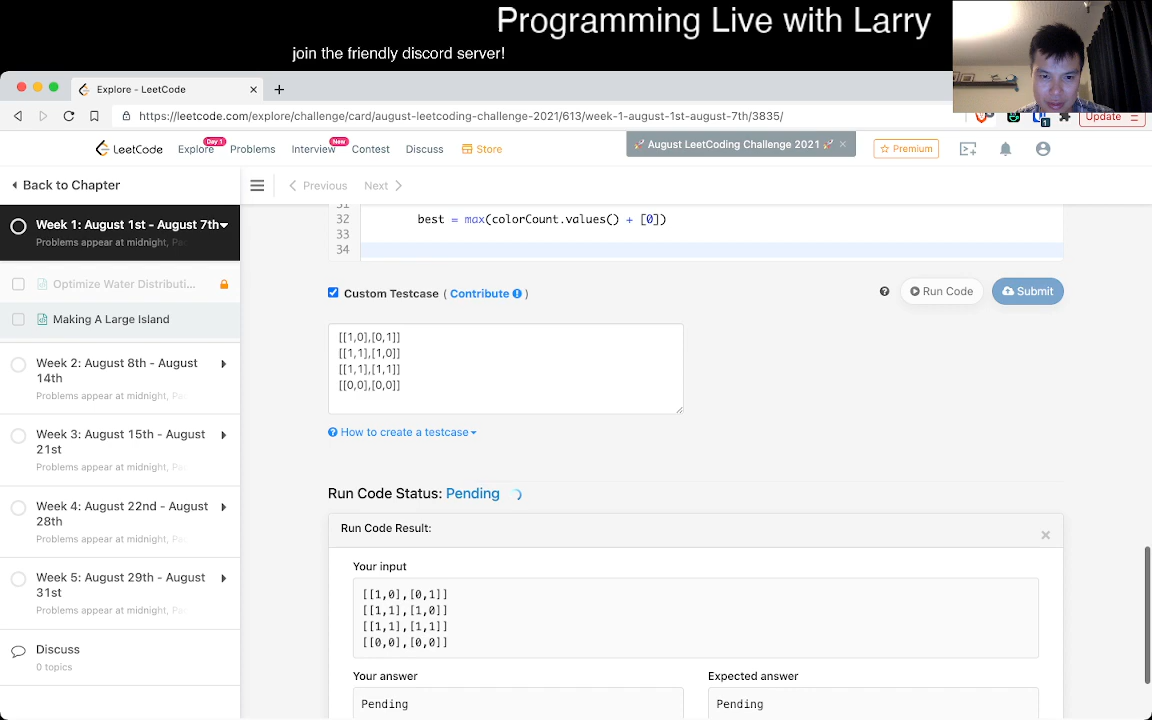 Programming Live with Larry
join the friendly discord server!
Explore - LeetCode
https://leetcode.com/explore/challenge/card/august-leetcoding-challenge-2021/613/week-1-august-1st-august-7th/3835/
Update
LeetCode
Explore
Day 1
Problems
Interview
New
Contest
Discuss
Store
August LeetCoding Challenge 2021
Premium
Back to Chapter
Previous
Next
Week 1: August 1st - August 7th
Problems appear at midnight,
Optimize Water Distributi...
Making A Large Island
Week 2: August 8th - August
14th
Problems appear at midnight,
Week 3: August 15th - August
21st
Problems appear at midnight,
Week 4: August 22nd - August
28th
Problems appear at midnight,
Week 5: August 29th - August
31st
Problems appear at midnight,
Discuss
0 topics
31
32 best = max(colorCount.values() + [0])
33
34
Custom Testcase ( Contribute )
Run Code
Submit
[[1,0],[0,1]]
[[1,1],[1,0]]
[[1,1],[1,1]]
[[0,0],[0,0]]
How to create a testcase
Run Code Status: Pending
Run Code Result:
Your input
[[1,0],[0,1]]
[[1,1],[1,0]]
[[1,1],[1,1]]
[[0,0],[0,0]]
Your answer
Pending
Expected answer
Pending